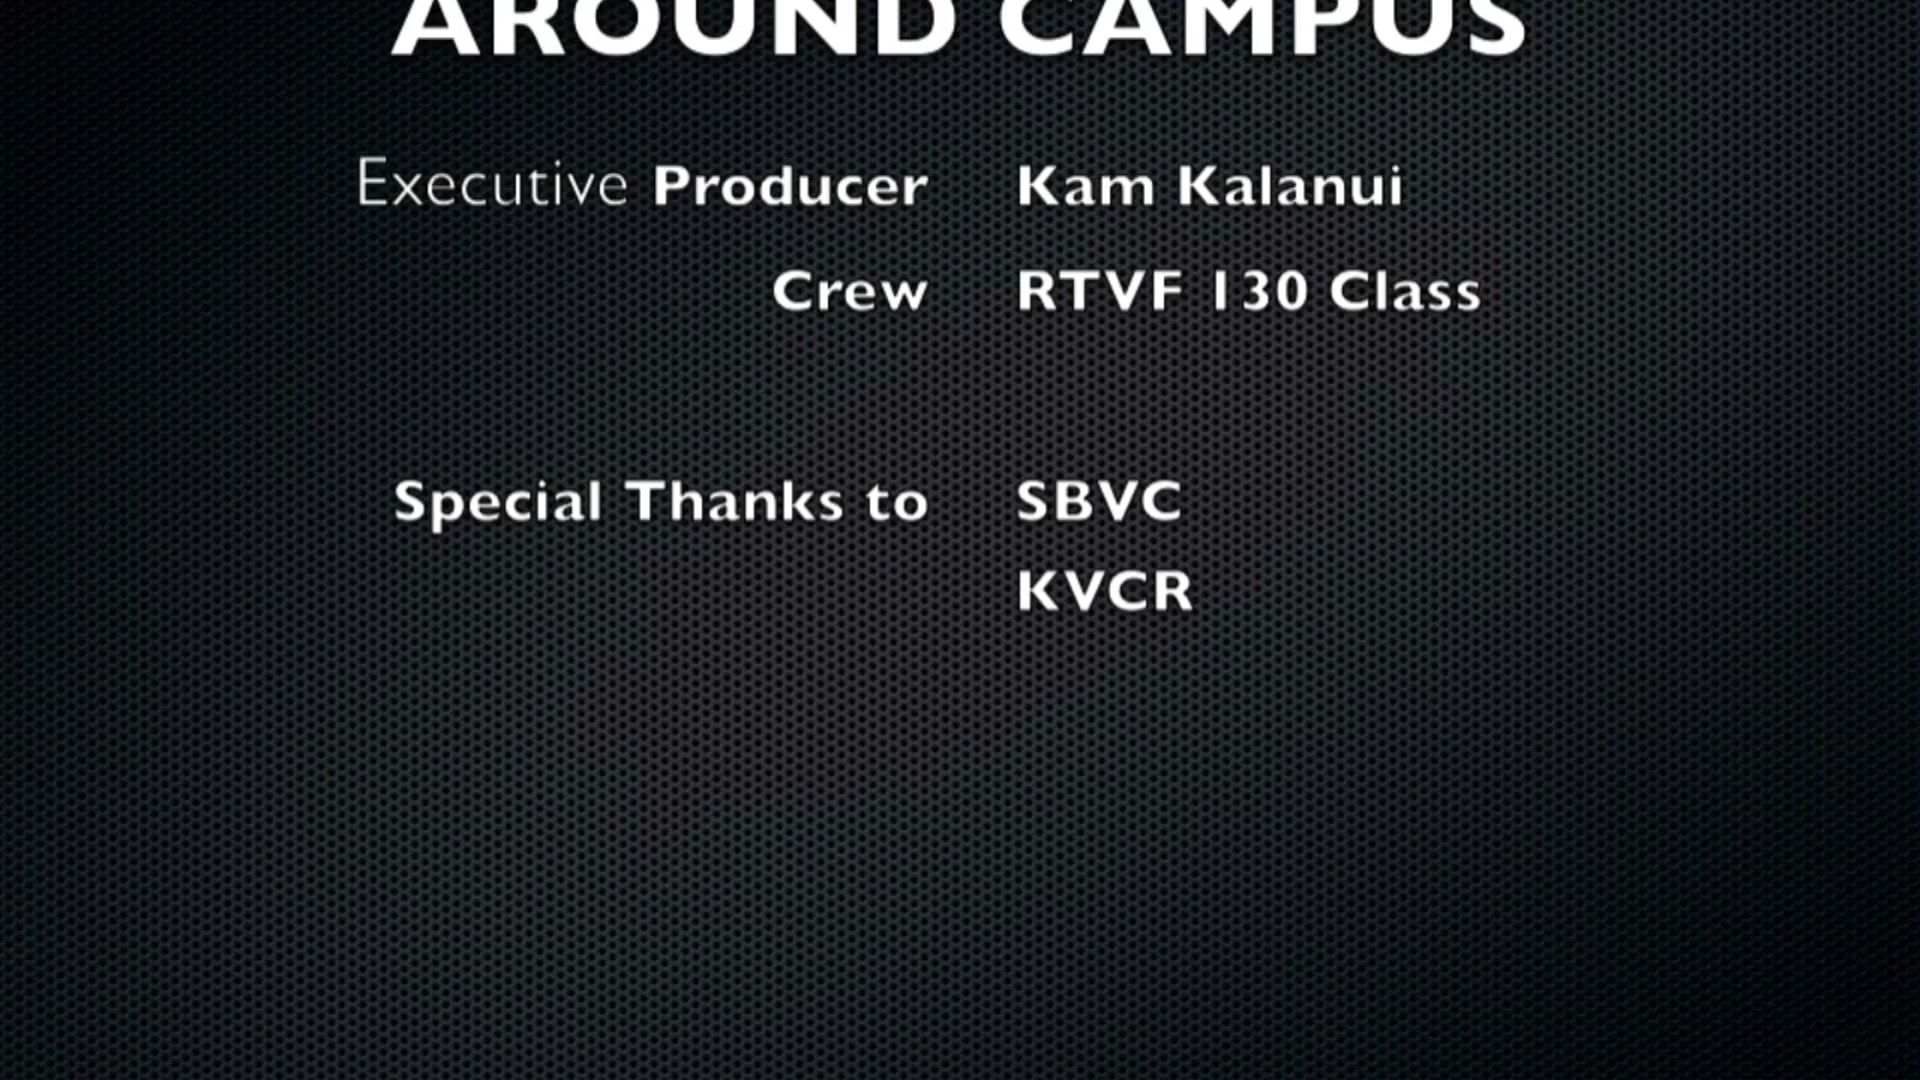 AROUND CAMPUS
Executive Producer Kam Kalanui
Crew RTVF 130 Class
Special Thanks to SBVC
KVCR